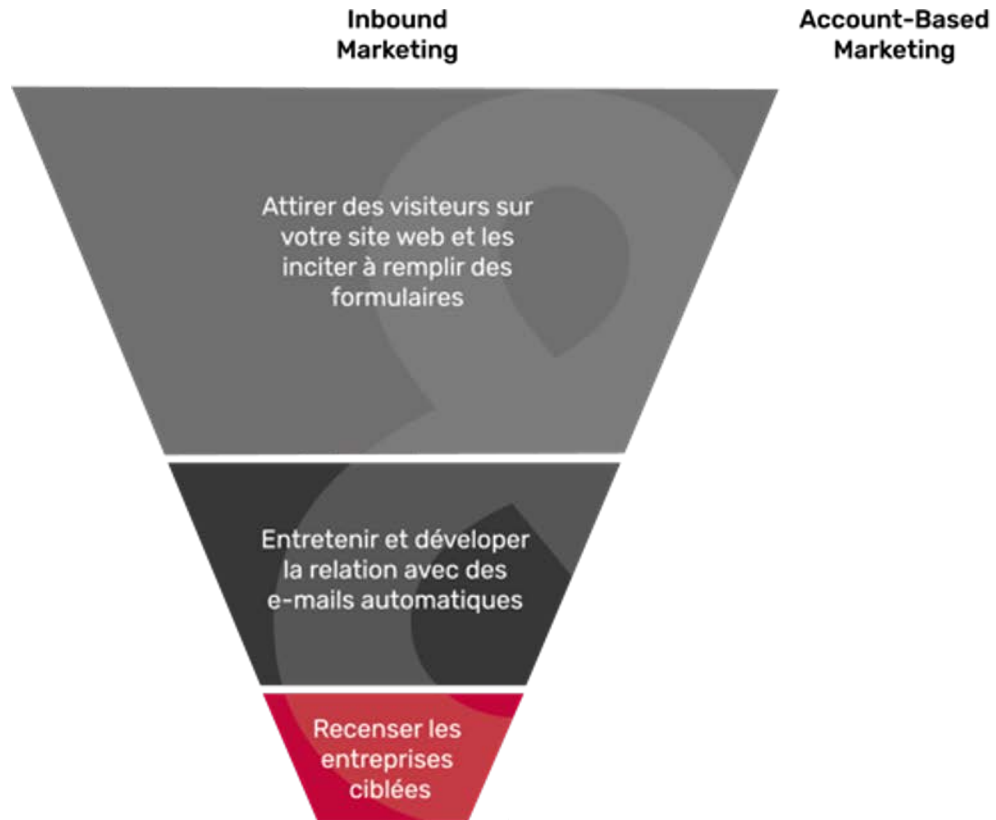 Inbound
Marketing
Account-Based
Marketing
Attirer des visiteurs sur
votre site web et les
inciter à remplir des
formulaires
Entretenir et développer
la relation avec des
e-mails automatiques
Recenser les
entreprises
ciblées